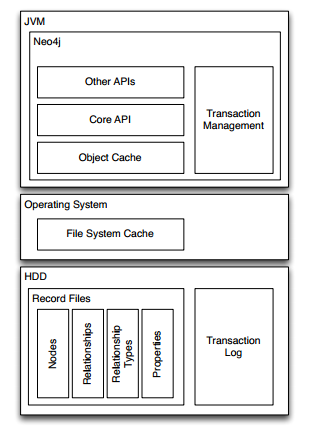 JVM
Neo4j
Other APIs
Core API
Object Cache
Transaction
Management
Operating System
File System Cache
HDD
Record Files
Nodes
Relationships
Relationship
Types
Properties
Transaction
Log